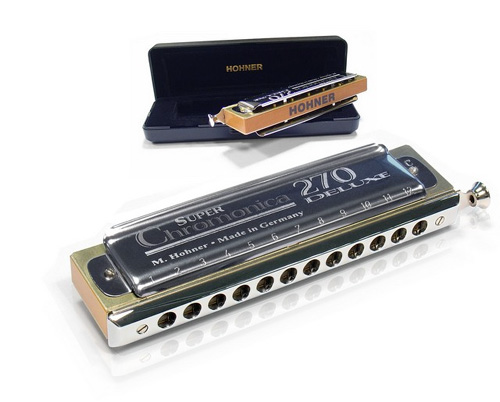 HOHNER
HOHNER
SUPER
Chromonica 270
DELUXE
C
M. Hohner • Made in Germany
1 2 3 4 5 6 7 8 9 10 11 12